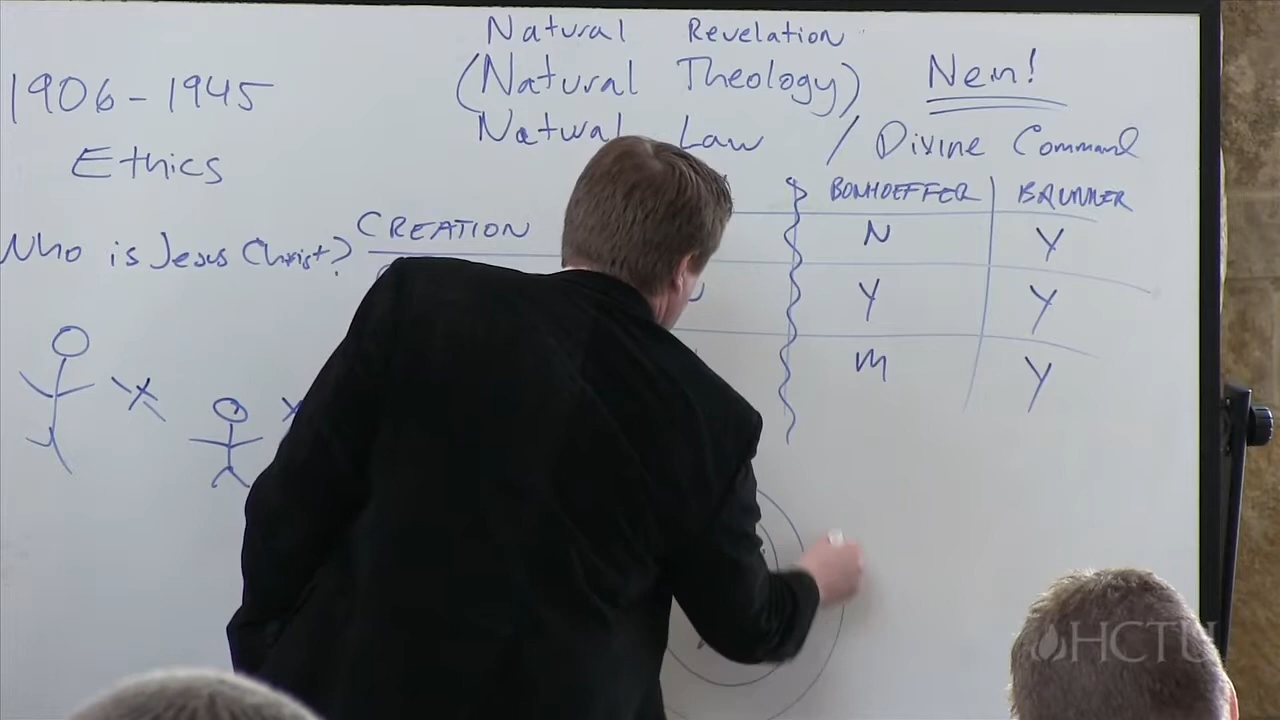 Natural Revelation
(Natural Theology) Nein!
1906-1945
Natural Law / Divine Command
Ethics
BONHOEFFER BRUNNER
CREATION
N Y
Who is Jesus Christ?
Y Y
M Y
HCTU